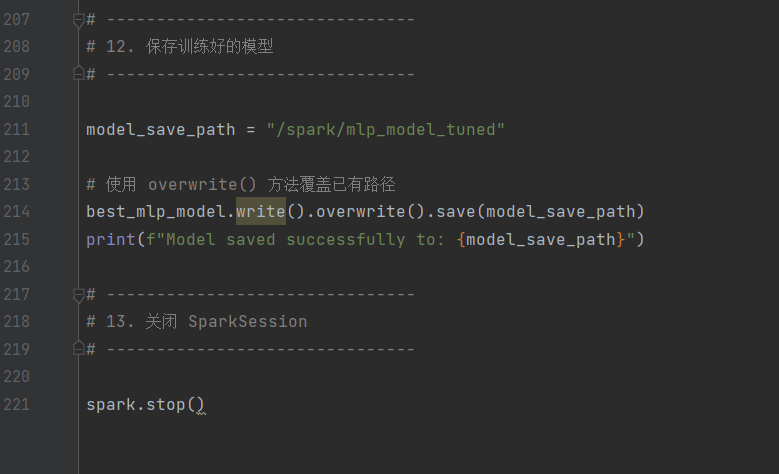 207 # -------------------------------
208 # 12. 保存训练好的模型
209 # -------------------------------
210
211 model_save_path = "/spark/mlp_model_tuned"
212
213 # 使用 overwrite() 方法覆盖已有路径
214 best_mlp_model.write().overwrite().save(model_save_path)
215 print(f"Model saved successfully to: {model_save_path}")
216
217 # -------------------------------
218 # 13. 关闭 SparkSession
219 # -------------------------------
220
221 spark.stop()